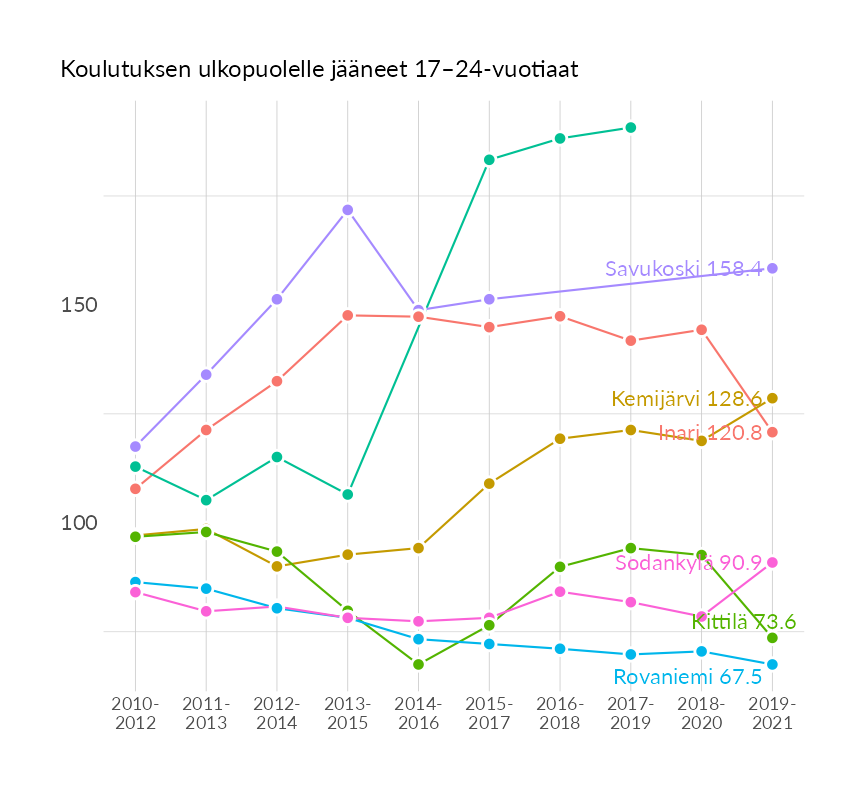 Koulutuksen ulkopuolelle jääneet 17–24-vuotiaat
Savukoski 158.4
150
Kemijärvi 128.6
Inari 120.8
100
Sodankylä 90.9
Kittilä 73.6
Rovaniemi 67.5
2010- 2011- 2012- 2013- 2014- 2015- 2016- 2017- 2018- 2019-
2012 2013 2014 2015 2016 2017 2018 2019 2020 2021